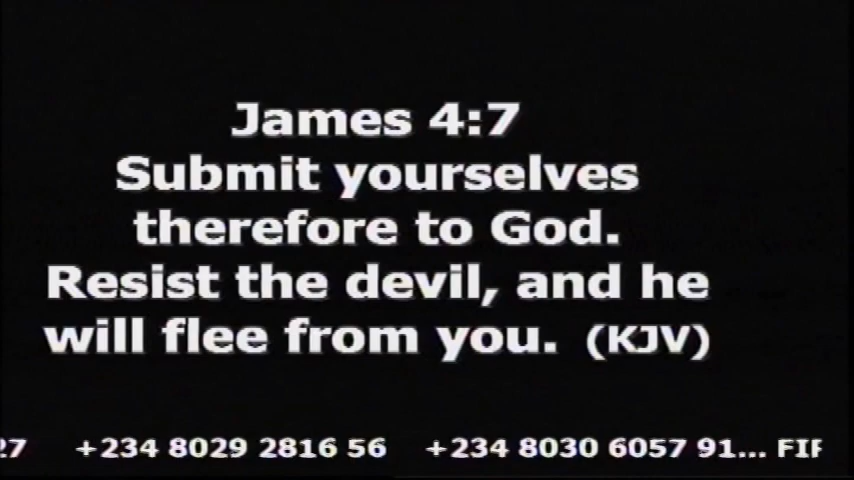 James 4:7
Submit yourselves
therefore to God.
Resist the devil, and he
will flee from you. (KJV)
27 +234 8029 2816 56 +234 8030 6057 91...